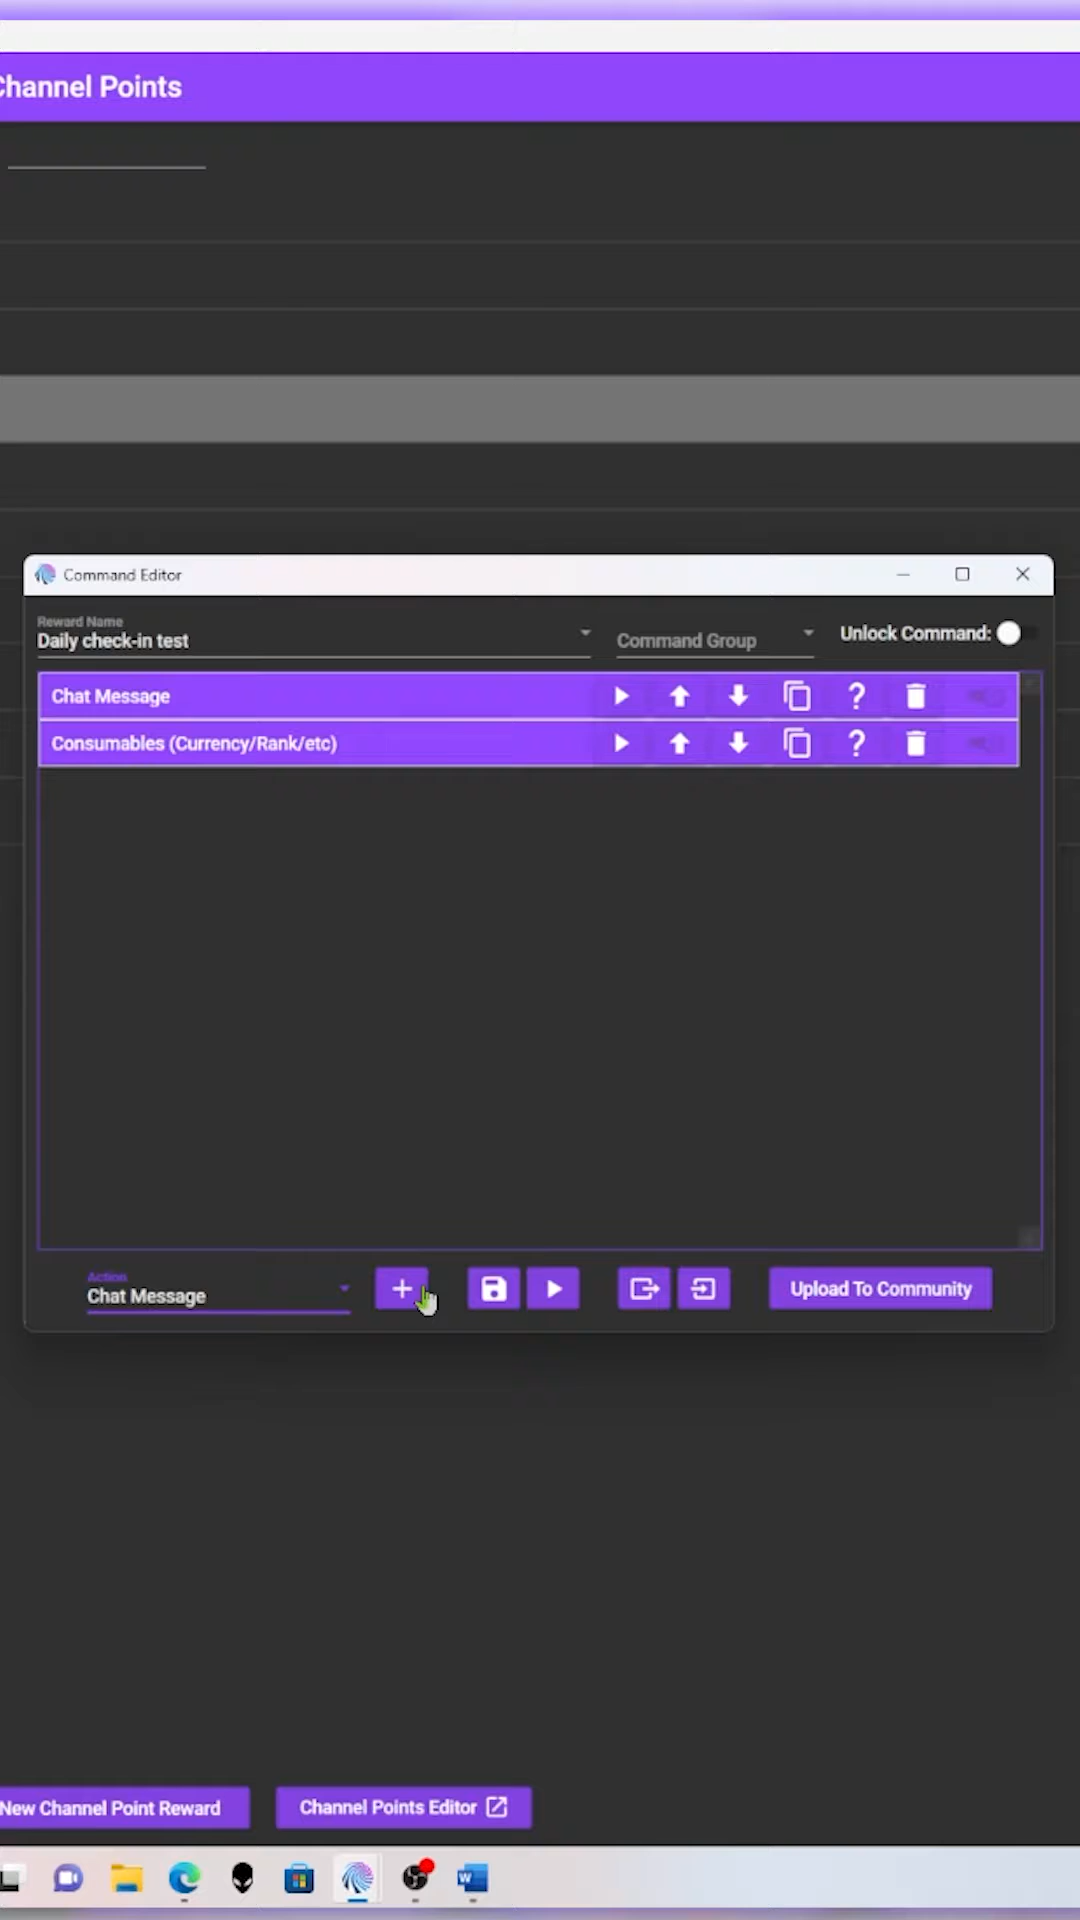 Channel Points
Command Editor
Reward Name
Daily check-in test
Command Group
Unlock Command:
Chat Message
?
Consumables (Currency/Rank/etc)
?
Action
Chat Message
+
Upload To Community
New Channel Point Reward
Channel Points Editor
W